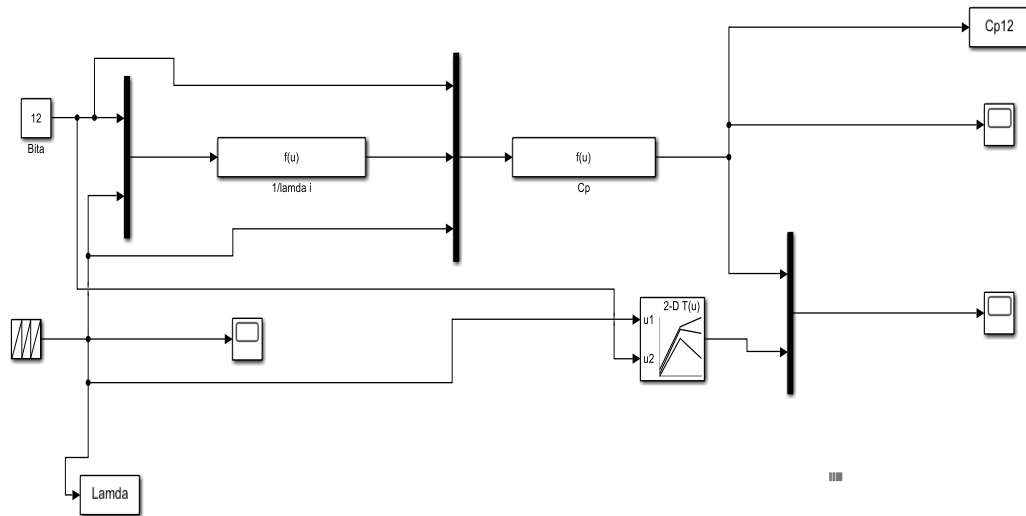 Cp12
12
Bita
f(u)
1/lamda i
f(u)
Cp
2-D T(u)
u1
u2
Lamda